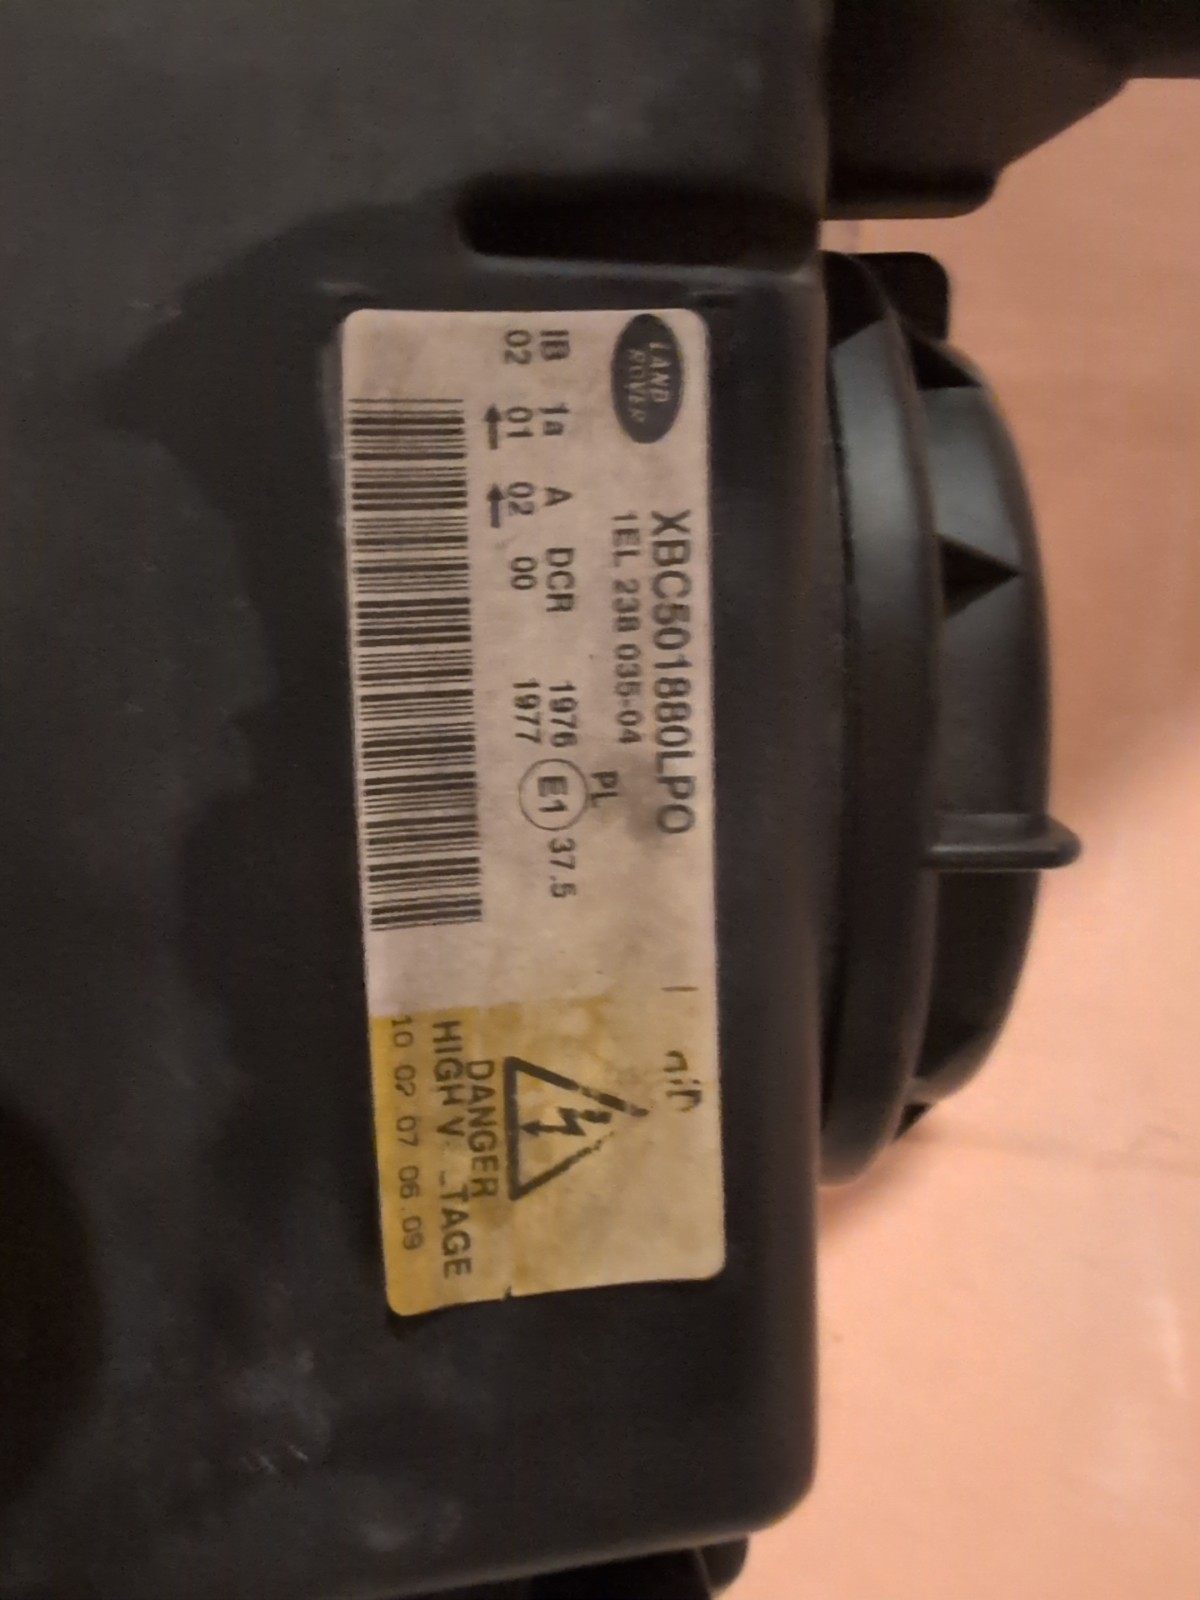 LAND
ROVER
XBC501880LPO
1EL 238 035-04
PL
IB 1a A DCR 1976 E1 37.5
02 01 02 00 1977
DANGER
HIGH
10 02 07 06 09